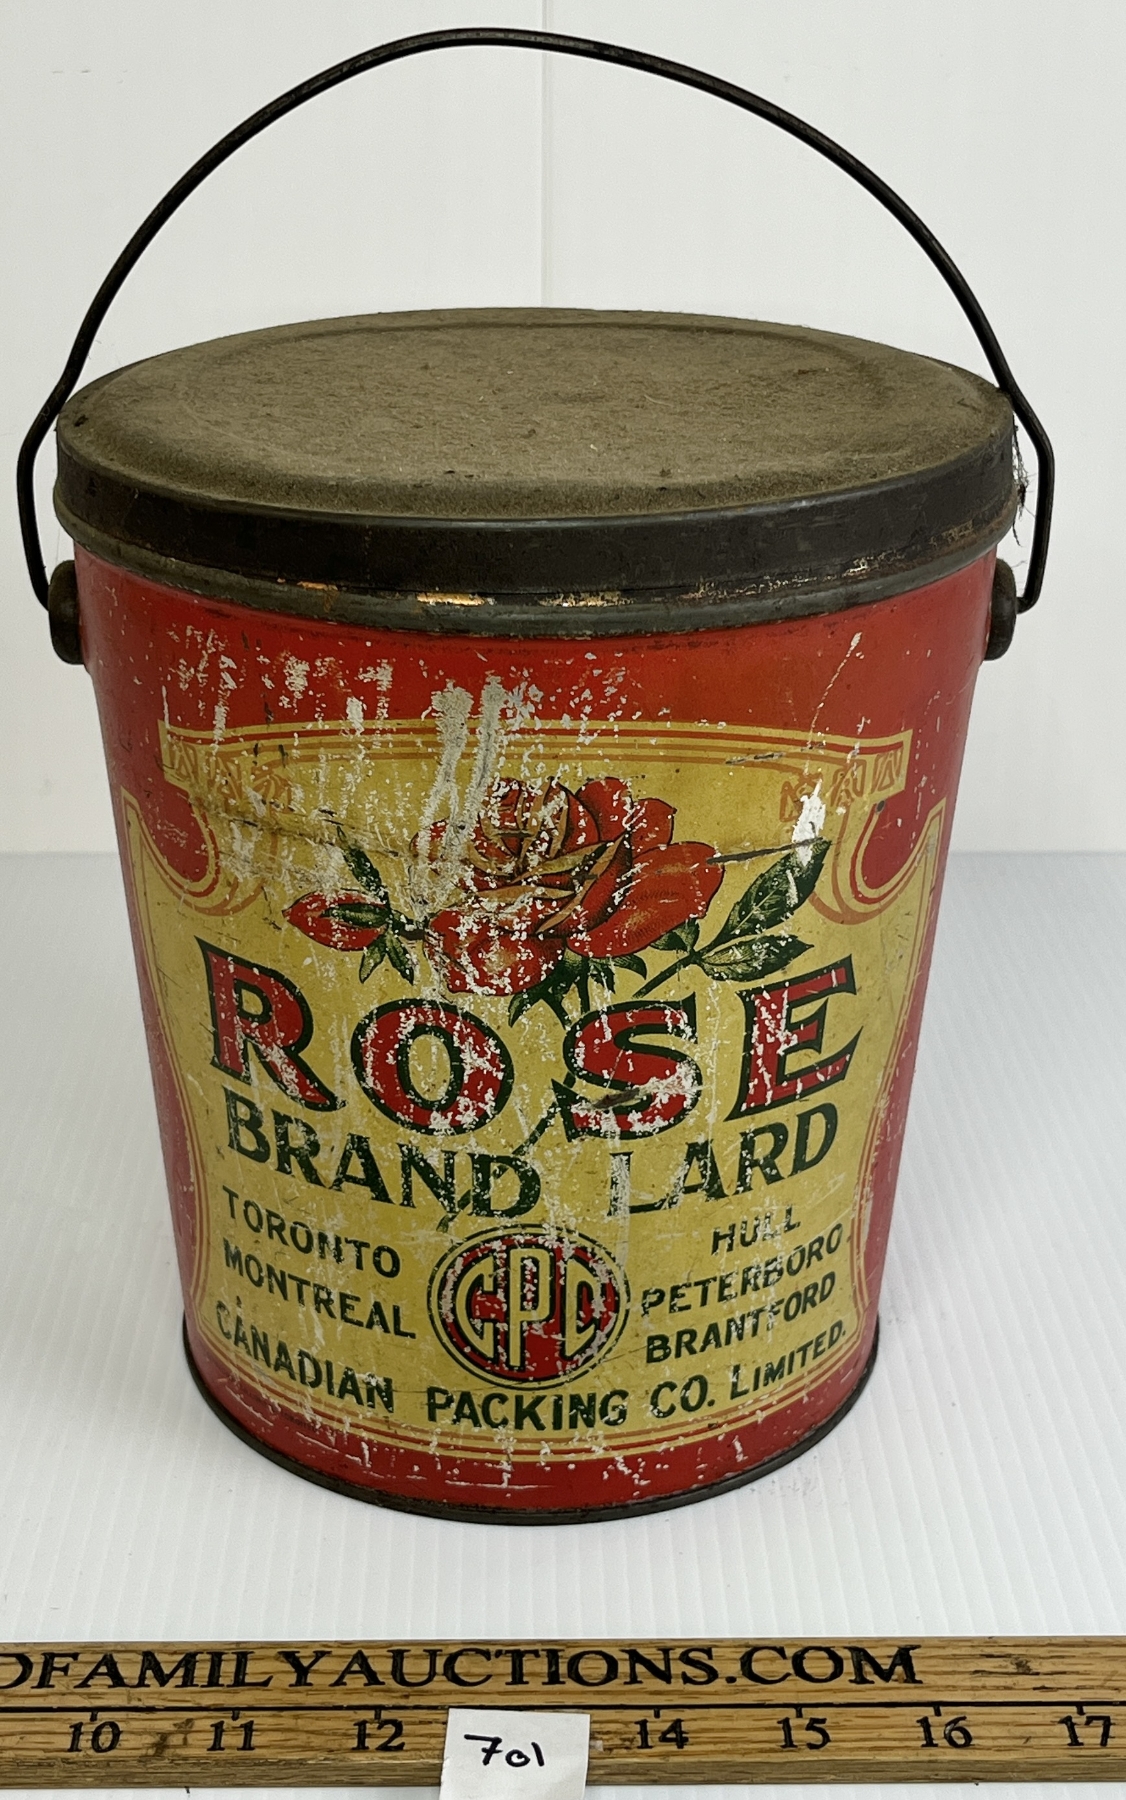 ROSE
BRAND LARD
TORONTO
MONTREAL
CPC
HULL
PETERBORO
BRANTFORD
CANADIAN PACKING CO. LIMITED.
DFAMILYAUCTIONS.COM
10 11 12 14 15 16 17
701